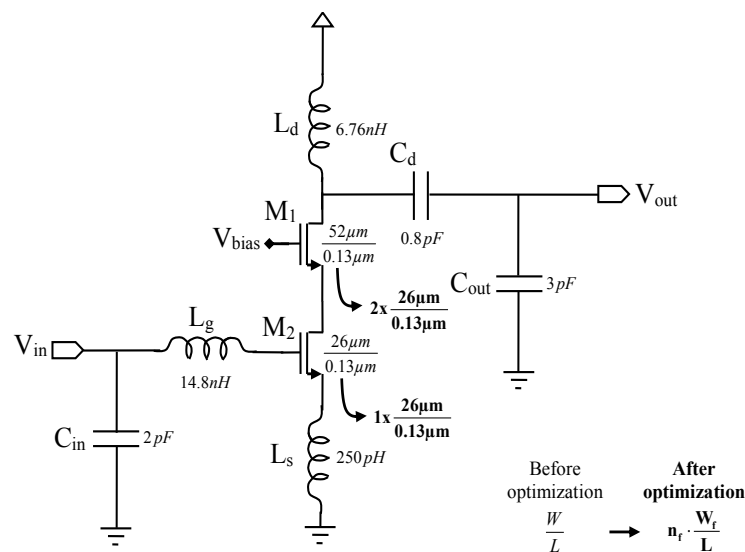 L_d
6.76nH
C_d
0.8pF
V_out
M_1
52μm
0.13μm
V_bias
2x 26μm
0.13μm
C_out
3pF
L_g
14.8nH
M_2
V_in
26μm
0.13μm
1x 26μm
0.13μm
C_in
2pF
L_s
250pH
Before
optimization
W
L
After
optimization
n_f · W_f
L